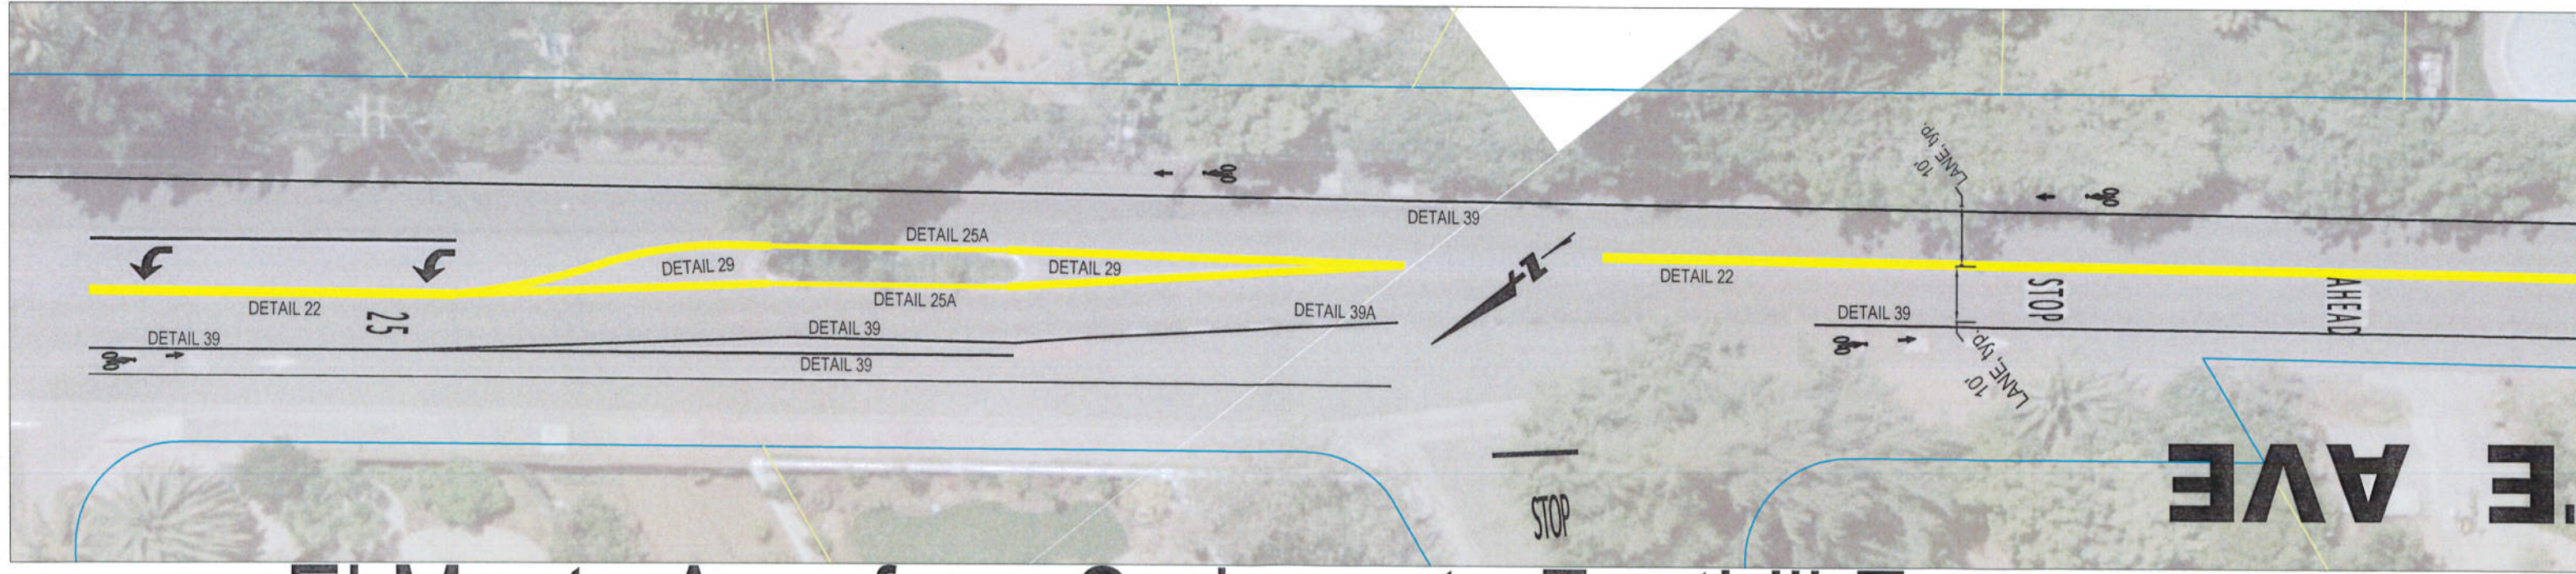 10'
LANE, typ.
DETAIL 39
DETAIL 25A
DETAIL 29
DETAIL 29
DETAIL 22
DETAIL 25A
DETAIL 22
25
DETAIL 39
DETAIL 39
DETAIL 39A
DETAIL 39
DETAIL 39
STOP
AHEAD
10'
LANE, typ.
N
STOP
AVE